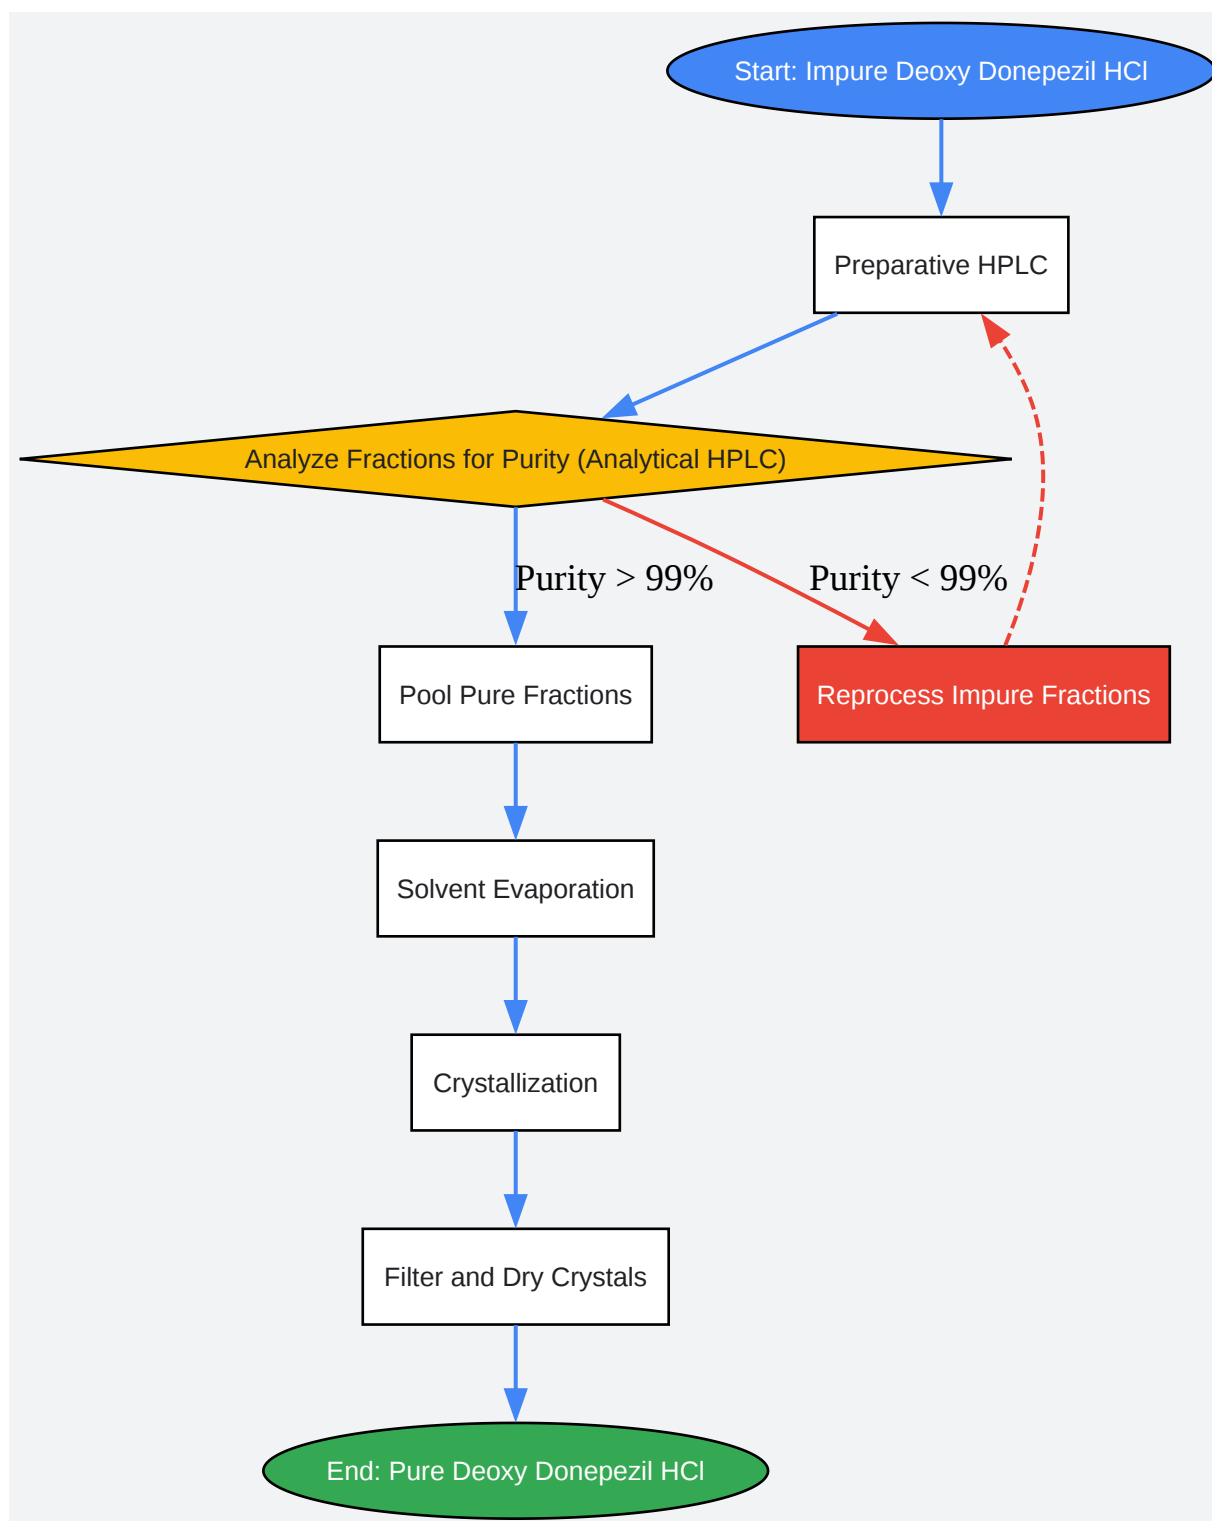 Start: Impure Deoxy Donepezil HCl
Preparative HPLC
Analyze Fractions for Purity (Analytical HPLC)
Purity > 99%
Purity < 99%
Pool Pure Fractions
Reprocess Impure Fractions
Solvent Evaporation
Crystallization
Filter and Dry Crystals
End: Pure Deoxy Donepezil HCl